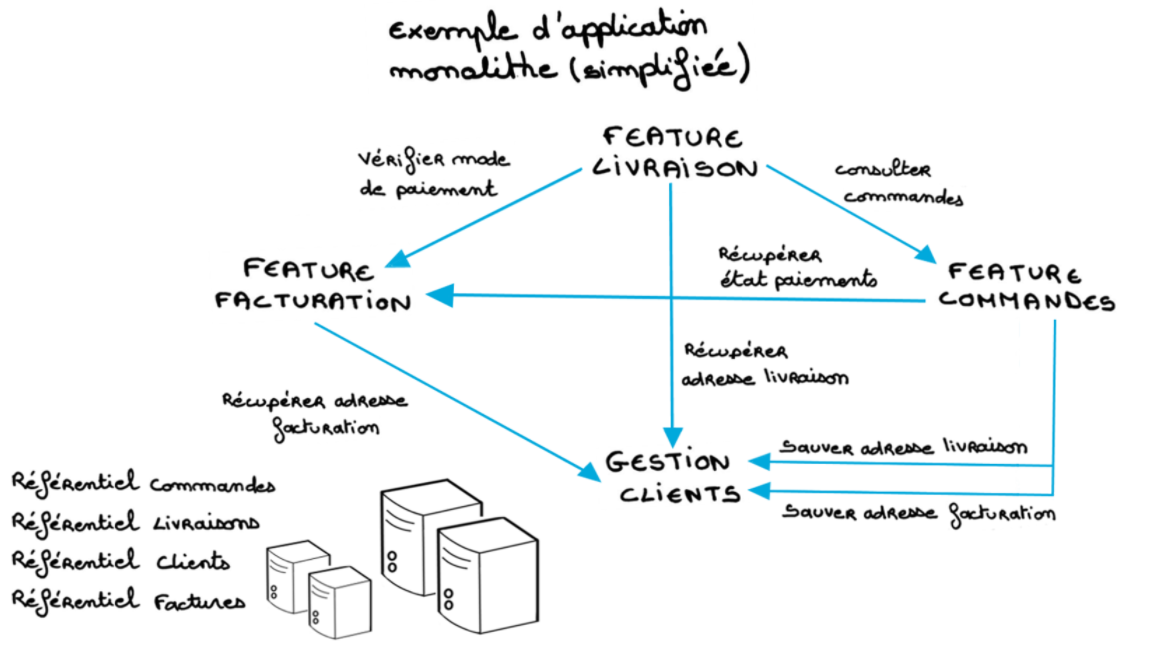 Exemple d'application
monolithe (simplifiée)
FEATURE
LIVRAISON
Vérifier mode
de paiement
consulter
commandes
FEATURE
FACTURATION
Récupérer
état paiements
FEATURE
COMMANDES
Récupérer
adresse livraison
Récupérer adresse
facturation
GESTION
CLIENTS
Sauver adresse livraison
Sauver adresse facturation
Référentiel Commandes
Référentiel Livraisons
Référentiel Clients
Référentiel Factures